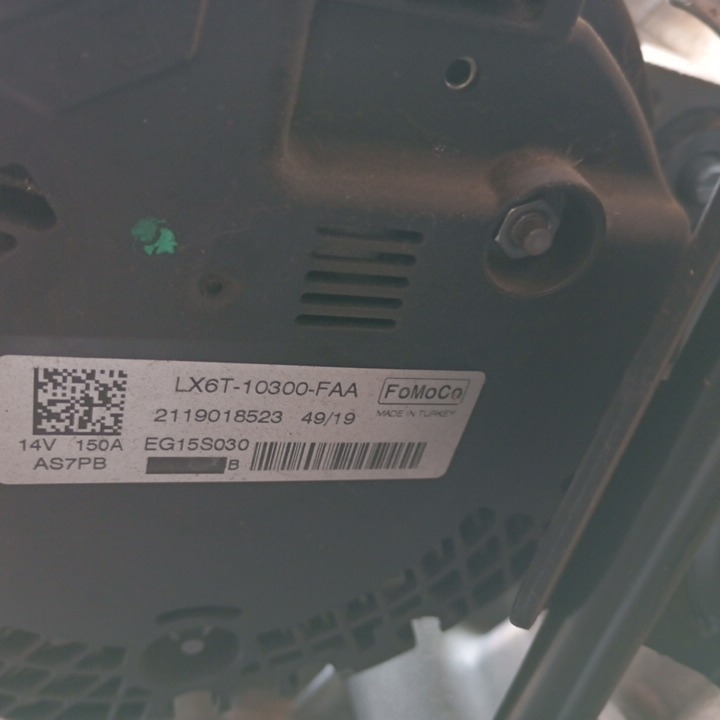 LX6T-10300-FAA FoMoCo
2119018523 49/19 MADE IN TURKEY
14V 150A EG15S030
AS7PB B